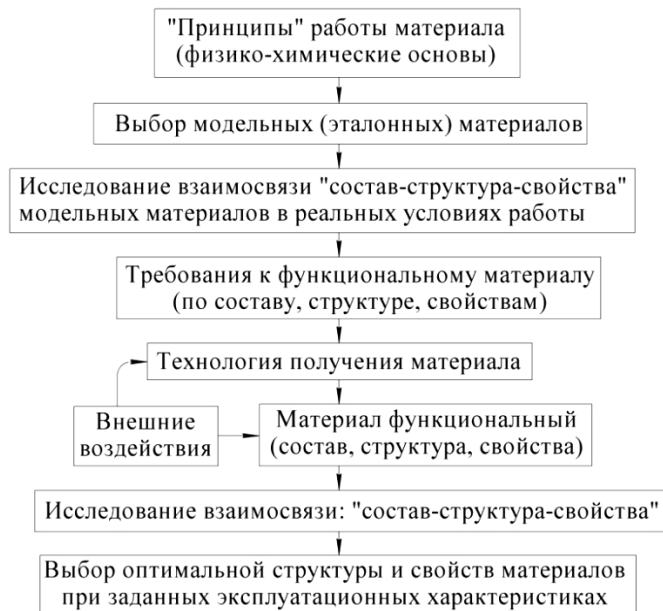 "Принципы" работы материала
(физико-химические основы)
Выбор модельных (эталонных) материалов
Исследование взаимосвязи "состав-структура-свойства"
модельных материалов в реальных условиях работы
Требования к функциональному материалу
(по составу, структуре, свойствам)
Технология получения материала
Внешние
воздействия
Материал функциональный
(состав, структура, свойства)
Исследование взаимосвязи: "состав-структура-свойства"
Выбор оптимальной структуры и свойств материалов
при заданных эксплуатационных характеристиках